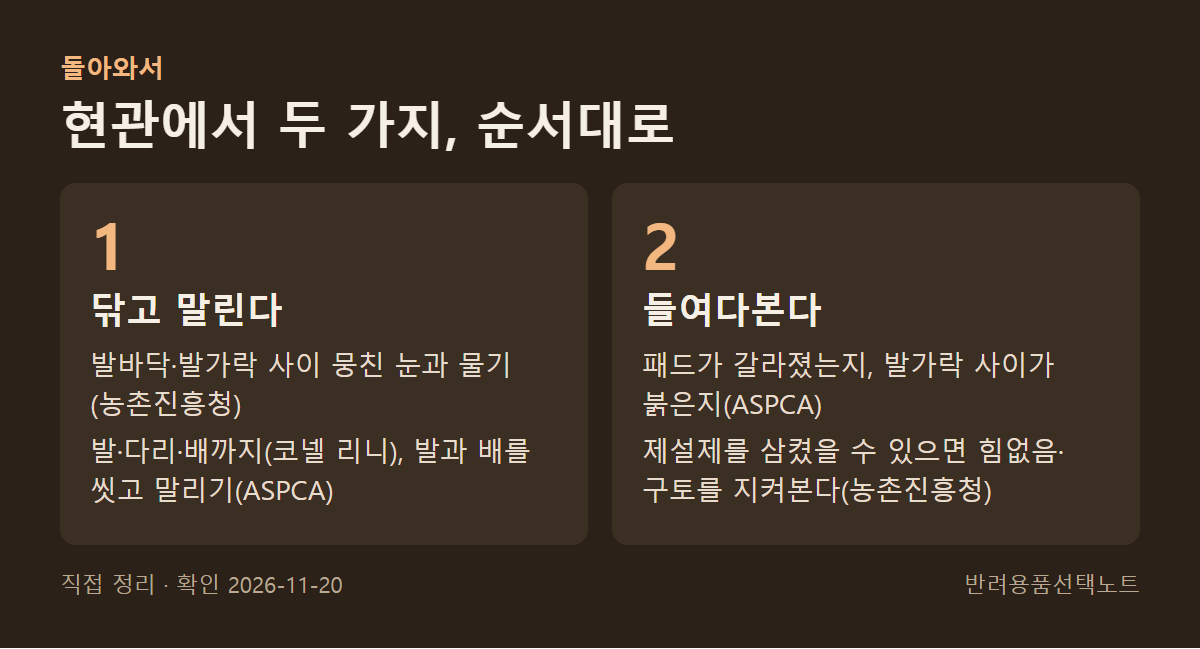 돌아와서
현관에서 두 가지, 순서대로
1
닦고 말린다
발바닥·발가락 사이 뭉친 눈과 물기
(농촌진흥청)
발·다리·배까지(코넬 리니), 발과 배를
씻고 말리기(ASPCA)
2
들여다본다
패드가 갈라졌는지, 발가락 사이가
붉은지(ASPCA)
제설제를 삼켰을 수 있으면 힘없음·
구토를 지켜본다(농촌진흥청)
직접 정리 · 확인 2026-11-20
반려용품선택노트